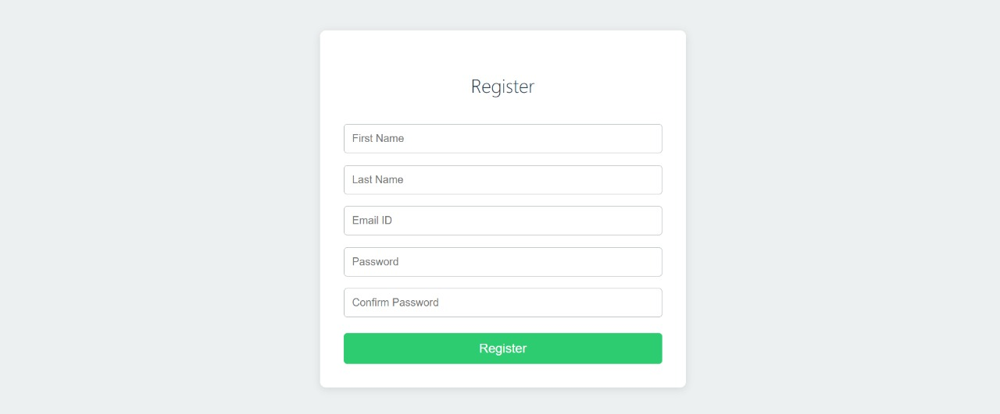 Register
First Name
Last Name
Email ID
Password
Confirm Password
Register